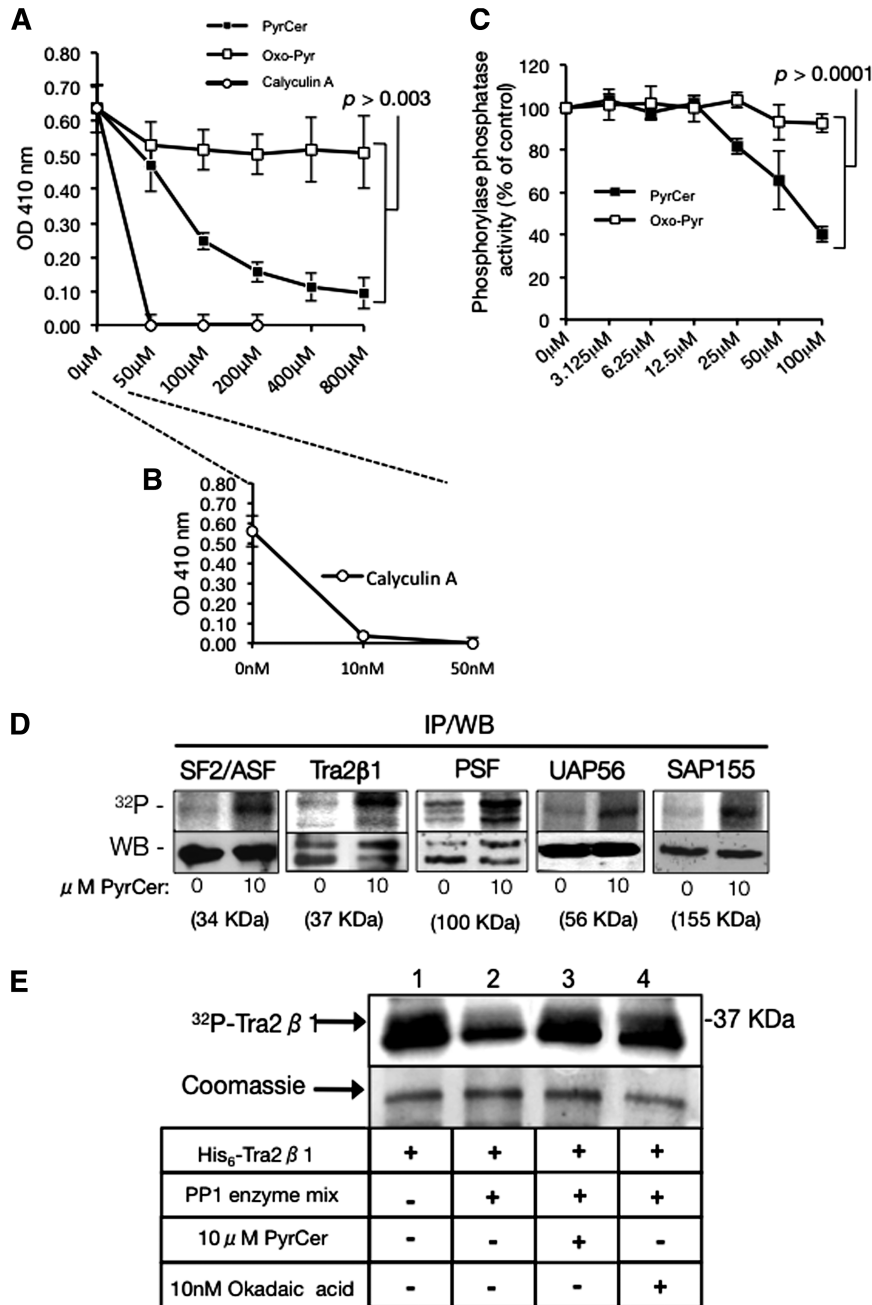 A
PyrCer
Oxo-Pyr
Calyculin A
p > 0.003
OD 410 nm
0.80
0.70
0.60
0.50
0.40
0.30
0.20
0.10
0.00
0μM
50μM
100μM
200μM
400μM
800μM
C
p > 0.0001
Phosphorylase phosphatase
activity (% of control)
120
100
80
60
40
20
0
PyrCer
Oxo-Pyr
0μM
3.125μM
6.25μM
12.5μM
25μM
50μM
100μM
B
OD 410 nm
0.80
0.70
0.60
0.50
0.40
0.30
0.20
0.10
0.00
Calyculin A
0nM 10nM 50nM
D
IP/WB
SF2/ASF Tra2β1 PSF UAP56 SAP155
32P -
WB -
μM PyrCer: 0 10 0 10 0 10 0 10 0 10
(34 KDa) (37 KDa) (100 KDa) (56 KDa) (155 KDa)
E
1 2 3 4
32P-Tra2β1 -37 KDa
Coomassie
His6-Tra2β1 + + + +
PP1 enzyme mix - + + +
10μM PyrCer - - + -
10nM Okadaic acid - - - +